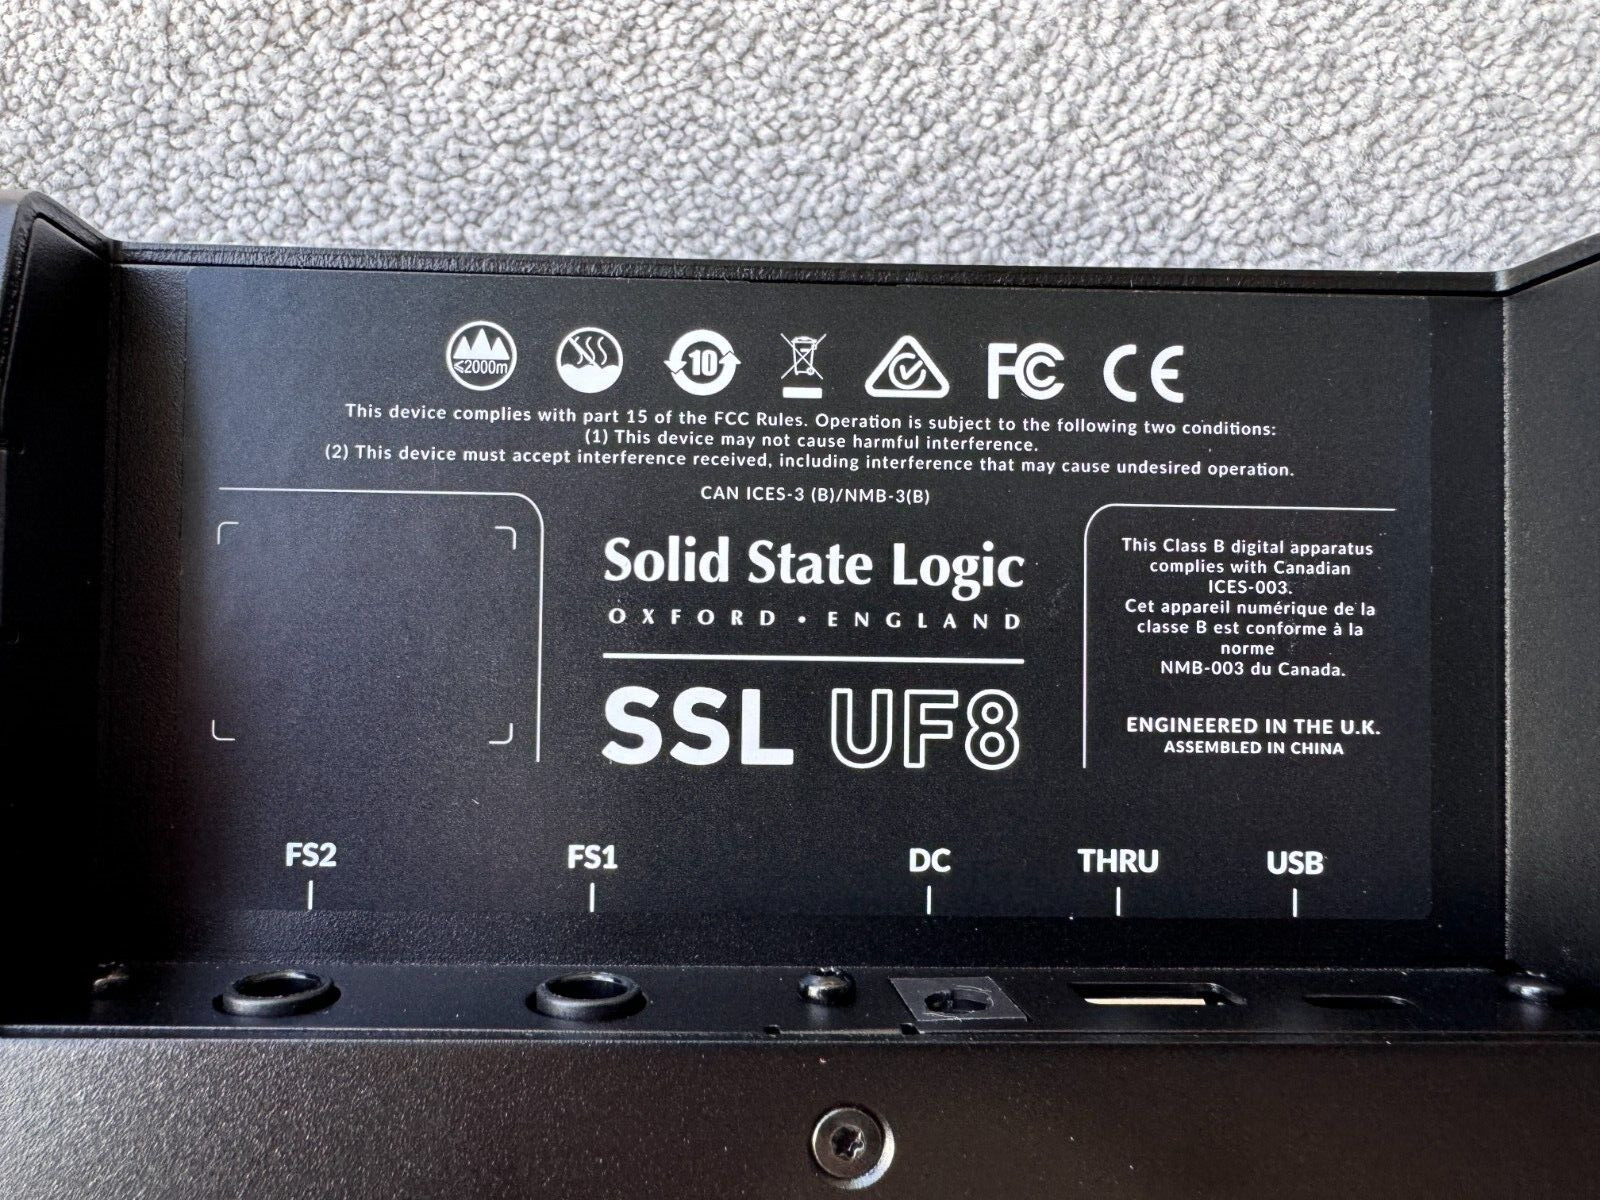 ≤2000m
10
FC
CE
This device complies with part 15 of the FCC Rules. Operation is subject to the following two conditions:
(1) This device may not cause harmful interference.
(2) This device must accept interference received, including interference that may cause undesired operation.
CAN ICES-3 (B)/NMB-3(B)
Solid State Logic
OXFORD • ENGLAND
SSL UF8
This Class B digital apparatus
complies with Canadian
ICES-003.
Cet appareil numérique de la
classe B est conforme à la
norme
NMB-003 du Canada.
ENGINEERED IN THE U.K.
ASSEMBLED IN CHINA
FS2
FS1
DC
THRU
USB